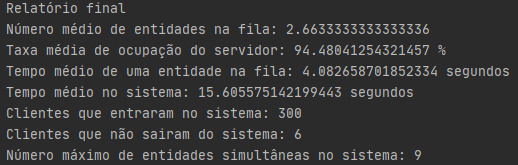 Relatório final
Número médio de entidades na fila: 2.6633333333333336
Taxa média de ocupação do servidor: 94.48041254321457 %
Tempo médio de uma entidade na fila: 4.082658701852334 segundos
Tempo médio no sistema: 15.605575142199443 segundos
Clientes que entraram no sistema: 300
Clientes que não sairam do sistema: 6
Número máximo de entidades simultâneas no sistema: 9